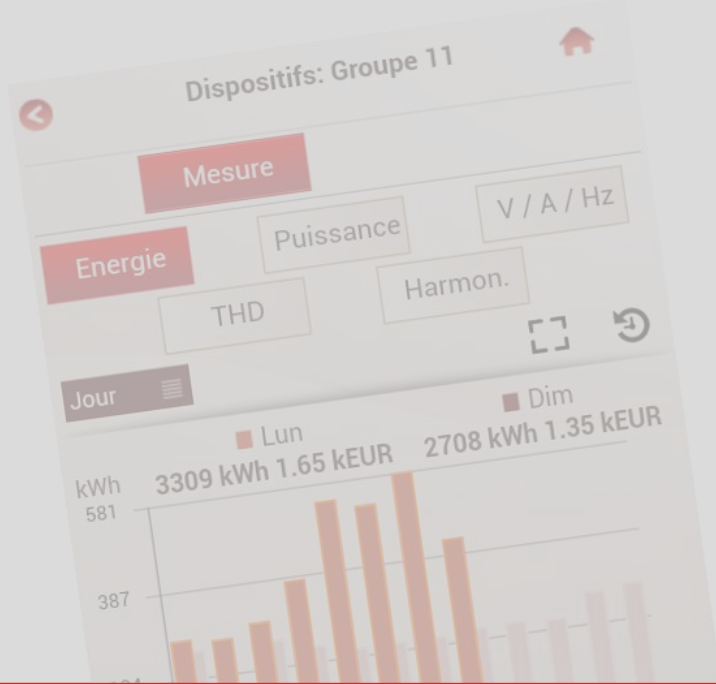 Dispositifs: Groupe 11
Mesure
Energie
Puissance
V / A / Hz
THD
Harmon.
Jour
Lun
Dim
3309 kWh 1.65 kEUR
2708 kWh 1.35 kEUR
kWh
581
387